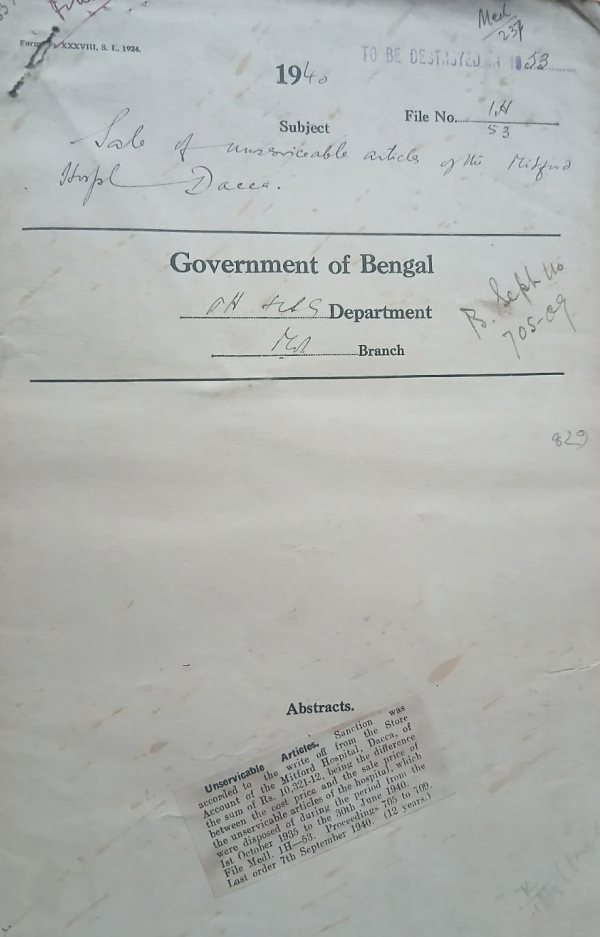 Med
237
Form XXXVIII, S. L., 1924.
TO BE DESTROYED IN 1953
1940
File No. 1H
53
Subject
Sale of unserviceable articles of the Mitford
Hospl Dacca.
Government of Bengal
PH & LSG Department
Medl Branch
B. Sept 40
705-09
829
Abstracts.
Unservicable Articles. Sanction was
accorded to the write off from the Store
Account of the Mitford Hospital, Dacca, of
the sum of Rs. 10,321-12, being the difference
between the cost price and the sale price of
the unservicable articles of the hospital, which
were disposed of during the period from the
1st October 1935 to the 30th June 1940.
File Medl. 1H—53. Proceedings 705 to 709.
Last order 7th September 1940. (12 years.)